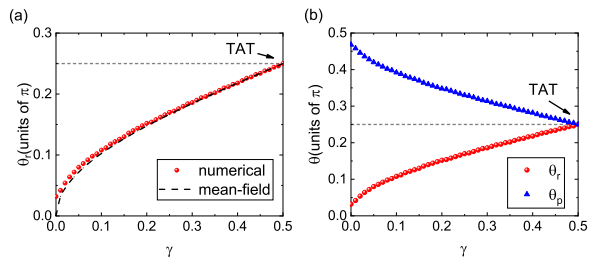 (a)
0.3
0.2
0.1
0.0
θr(units of π)
TAT
numerical
mean-field
0.0 0.1 0.2 0.3 0.4 0.5
γ
(b)
0.5
0.4
0.3
0.2
0.1
0.0
θ(units of π)
TAT
θr
θp
0.0 0.1 0.2 0.3 0.4 0.5
γ